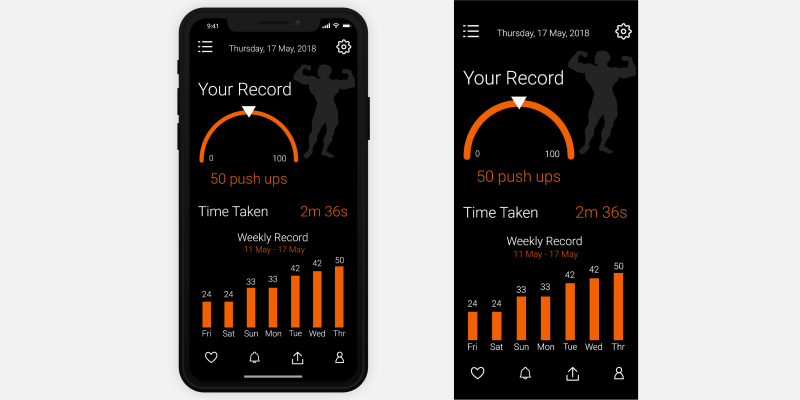 9:41
Thursday, 17 May, 2018
Your Record
0 100
50 push ups
Time Taken 2m 36s
Weekly Record
11 May - 17 May
24 24 33 33 42 42 50
Fri Sat Sun Mon Tue Wed Thr
Thursday, 17 May, 2018
Your Record
0 100
50 push ups
Time Taken 2m 36s
Weekly Record
11 May - 17 May
24 24 33 33 42 42 50
Fri Sat Sun Mon Tue Wed Thr